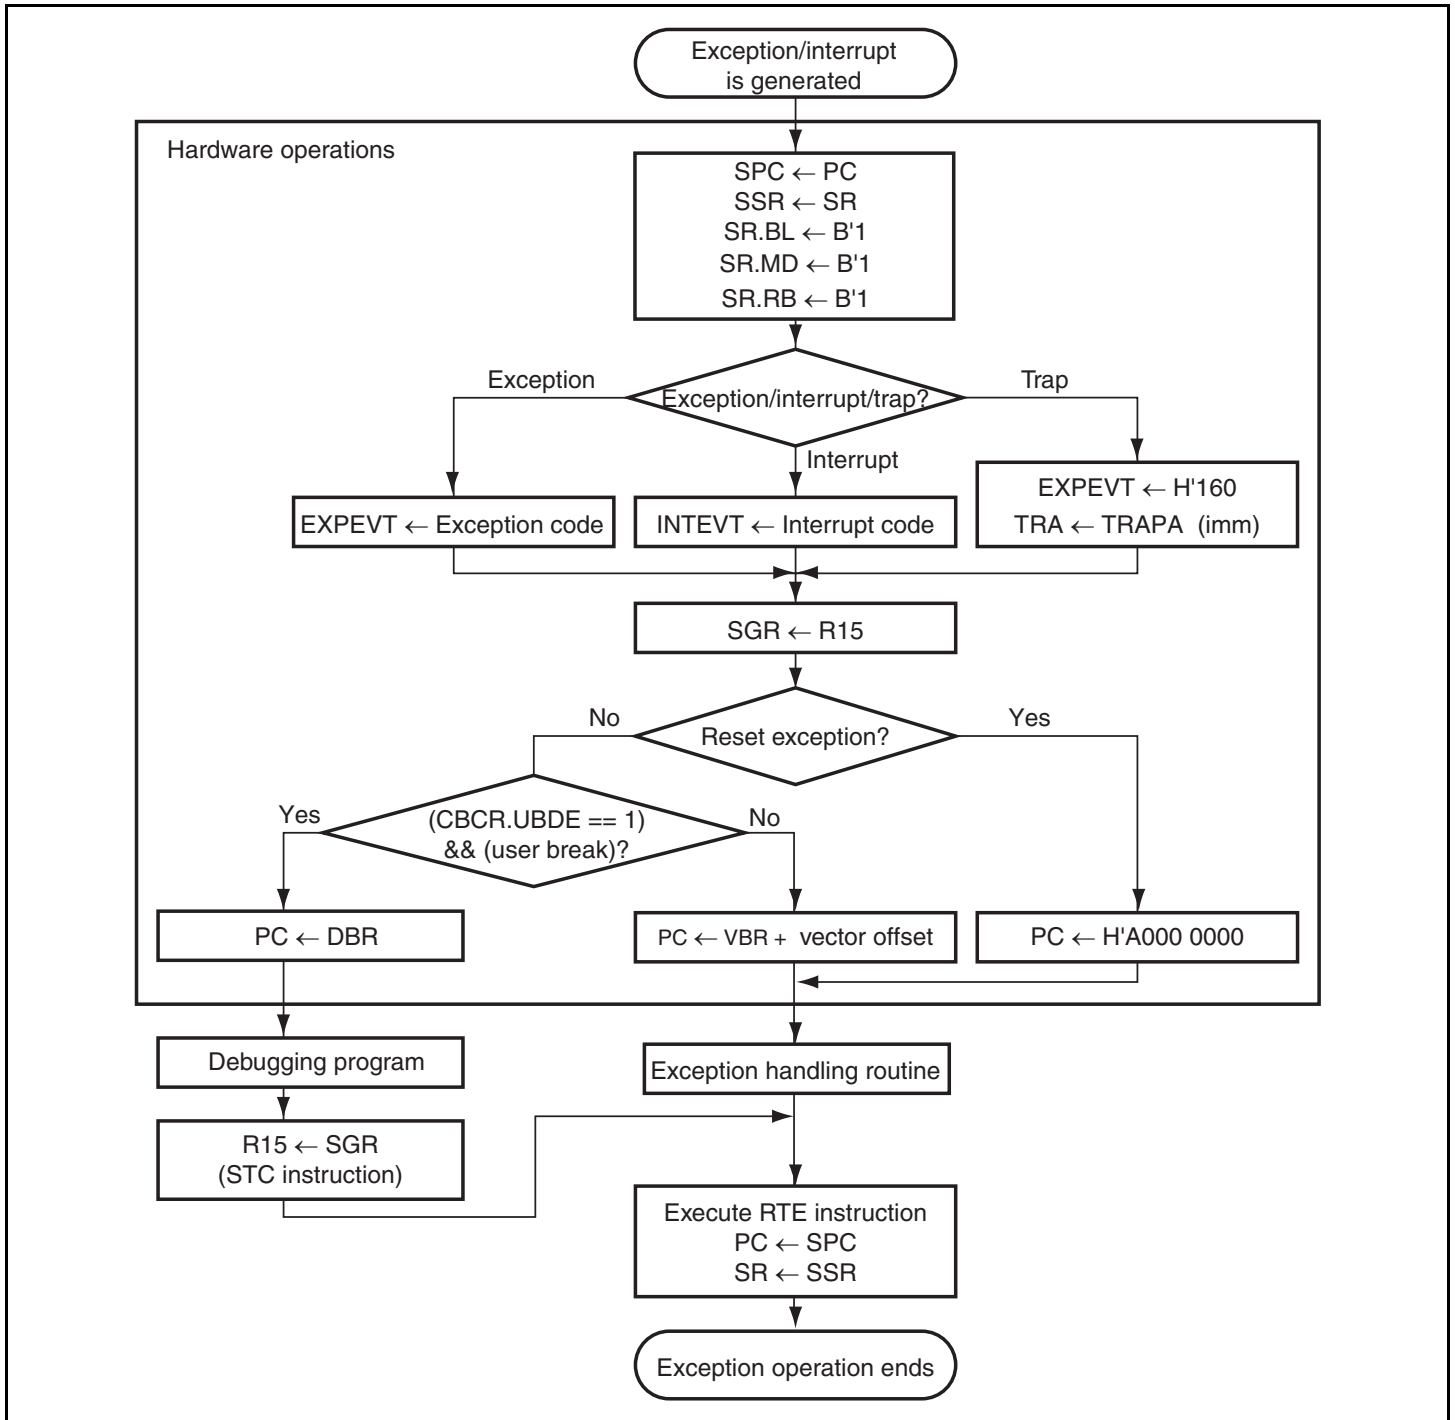 Exception/interrupt
is generated
Hardware operations
SPC ← PC
SSR ← SR
SR.BL ← B'1
SR.MD ← B'1
SR.RB ← B'1
Exception
Exception/interrupt/trap?
Trap
Interrupt
EXPEVT ← Exception code
INTEVT ← Interrupt code
EXPEVT ← H'160
TRA ← TRAPA (imm)
SGR ← R15
No
Reset exception?
Yes
Yes
(CBCR.UBDE == 1)
&& (user break)?
No
PC ← DBR
PC ← VBR + vector offset
PC ← H'A000 0000
Debugging program
Exception handling routine
R15 ← SGR
(STC instruction)
Execute RTE instruction
PC ← SPC
SR ← SSR
Exception operation ends